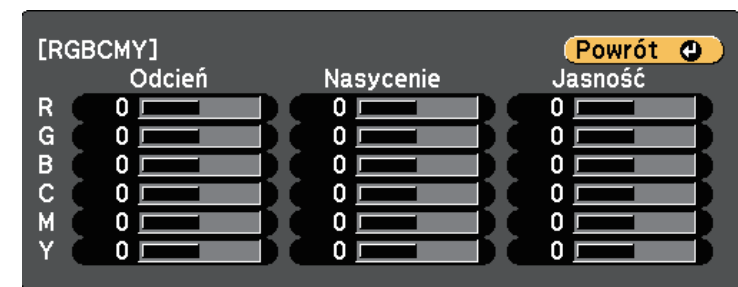 [RGBCMY] Powrót
Odcień Nasycenie Jasność
R 0 0 0
G 0 0 0
B 0 0 0
C 0 0 0
M 0 0 0
Y 0 0 0